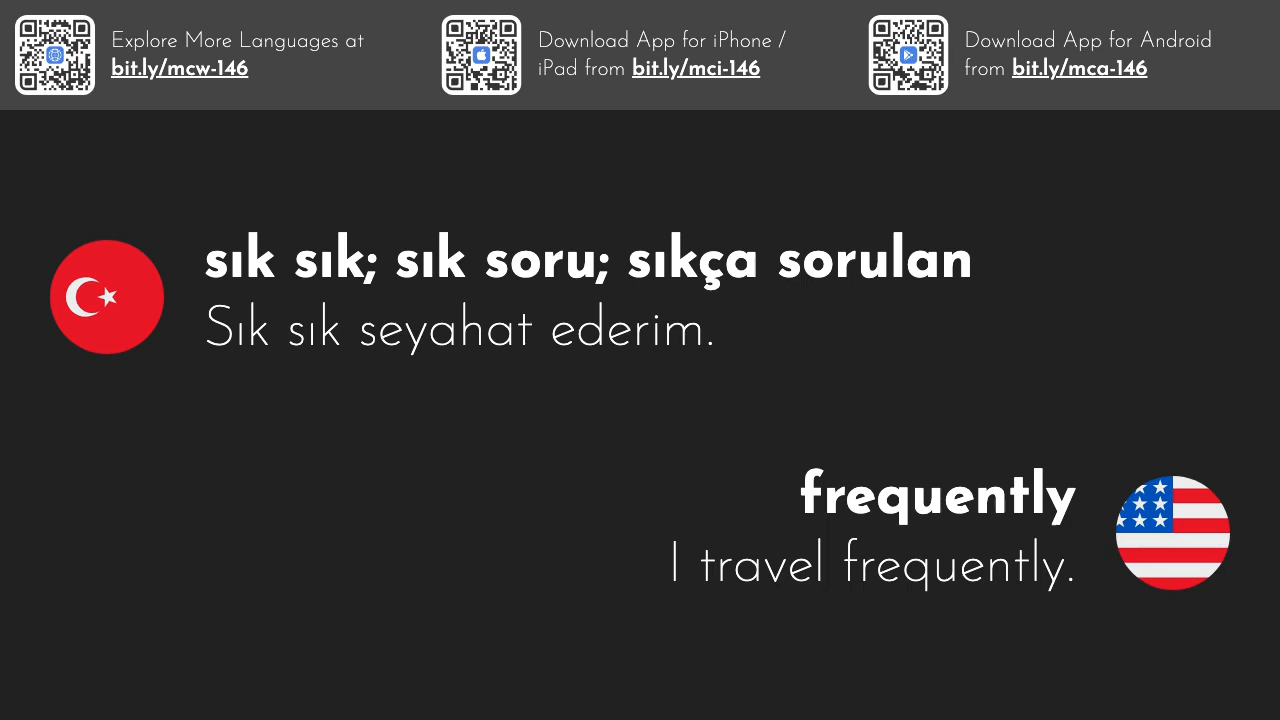 Explore More Languages at
bit.ly/mcw-146
Download App for iPhone /
iPad from bit.ly/mci-146
Download App for Android
from bit.ly/mca-146
sık sık; sık soru; sıkça sorulan
Sık sık seyahat ederim.
frequently
I travel frequently.